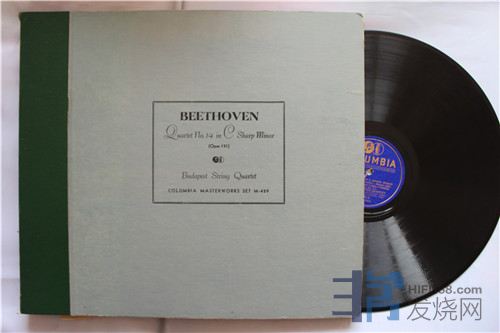 BEETHOVEN
Quartet No. 14 in C Sharp Minor
(Opus 131)
Budapest String Quartet
COLUMBIA MASTERWORKS SET M-429
COLUMBIA
HIFI168.com
发烧网